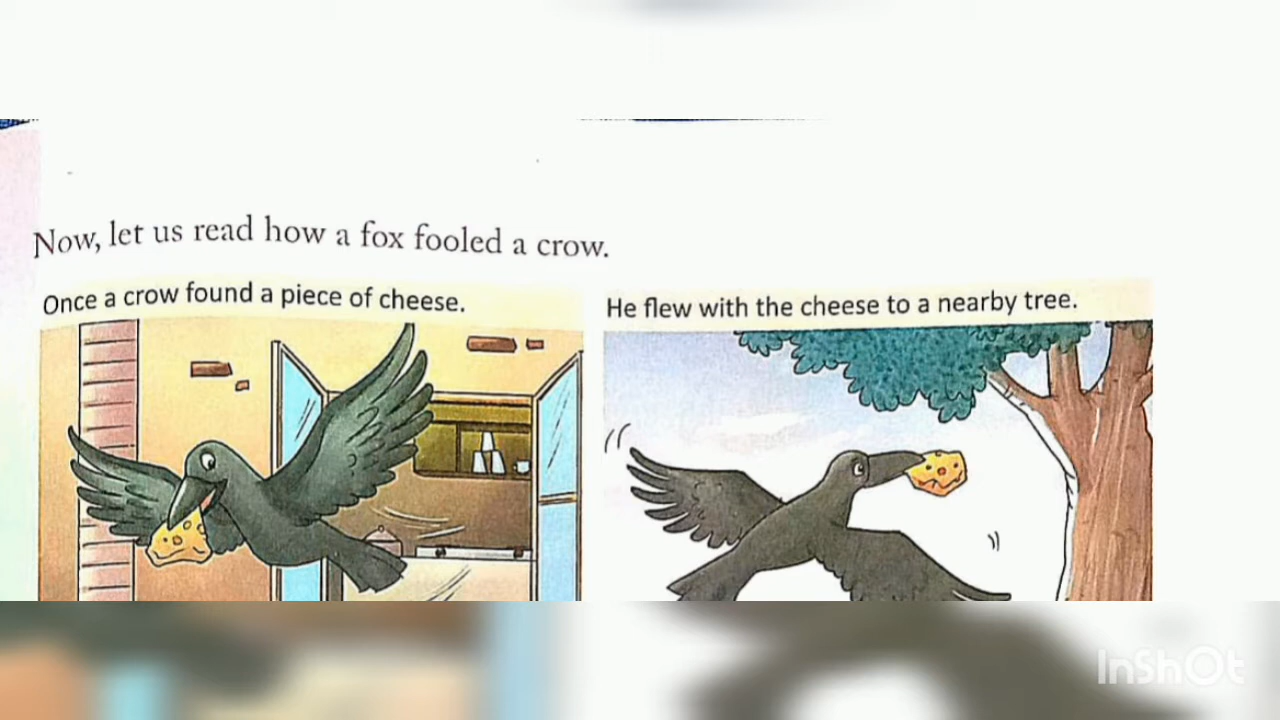 Now, let us read how a fox fooled a crow.
Once a crow found a piece of cheese.
He flew with the cheese to a nearby tree.
InShOt